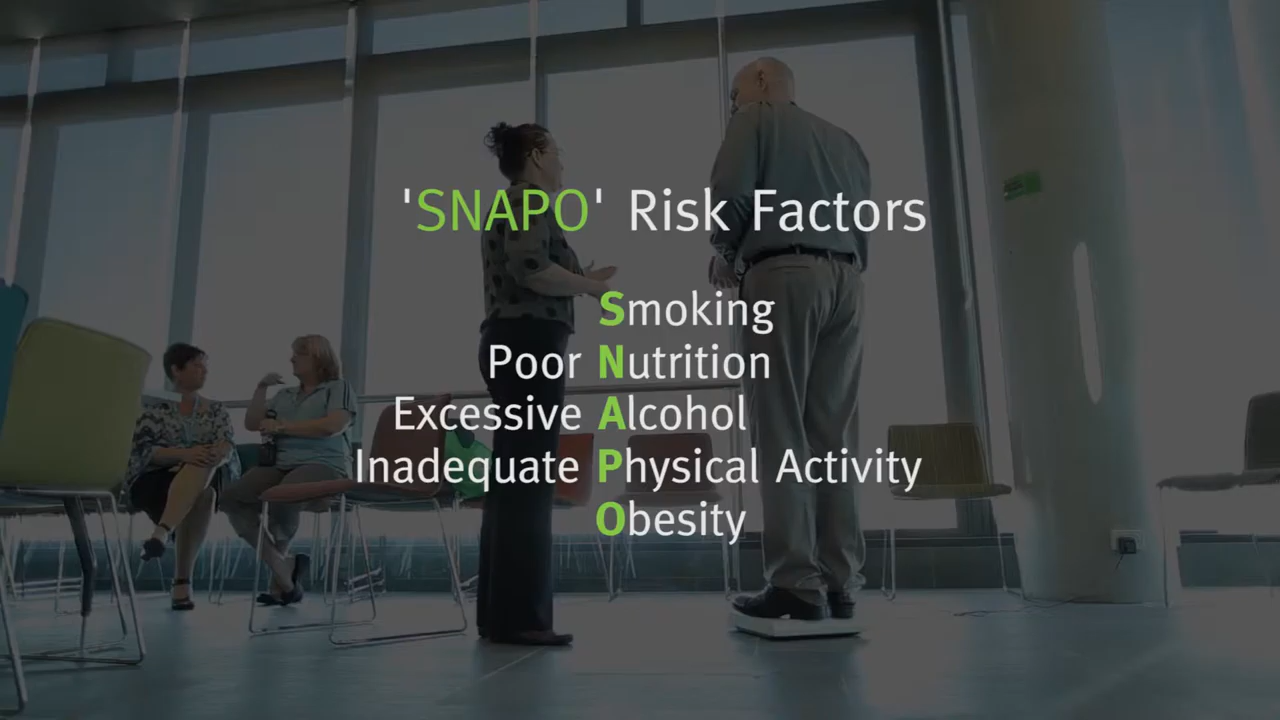 'SNAPO' Risk Factors
Smoking
Poor Nutrition
Excessive Alcohol
Inadequate Physical Activity
Obesity